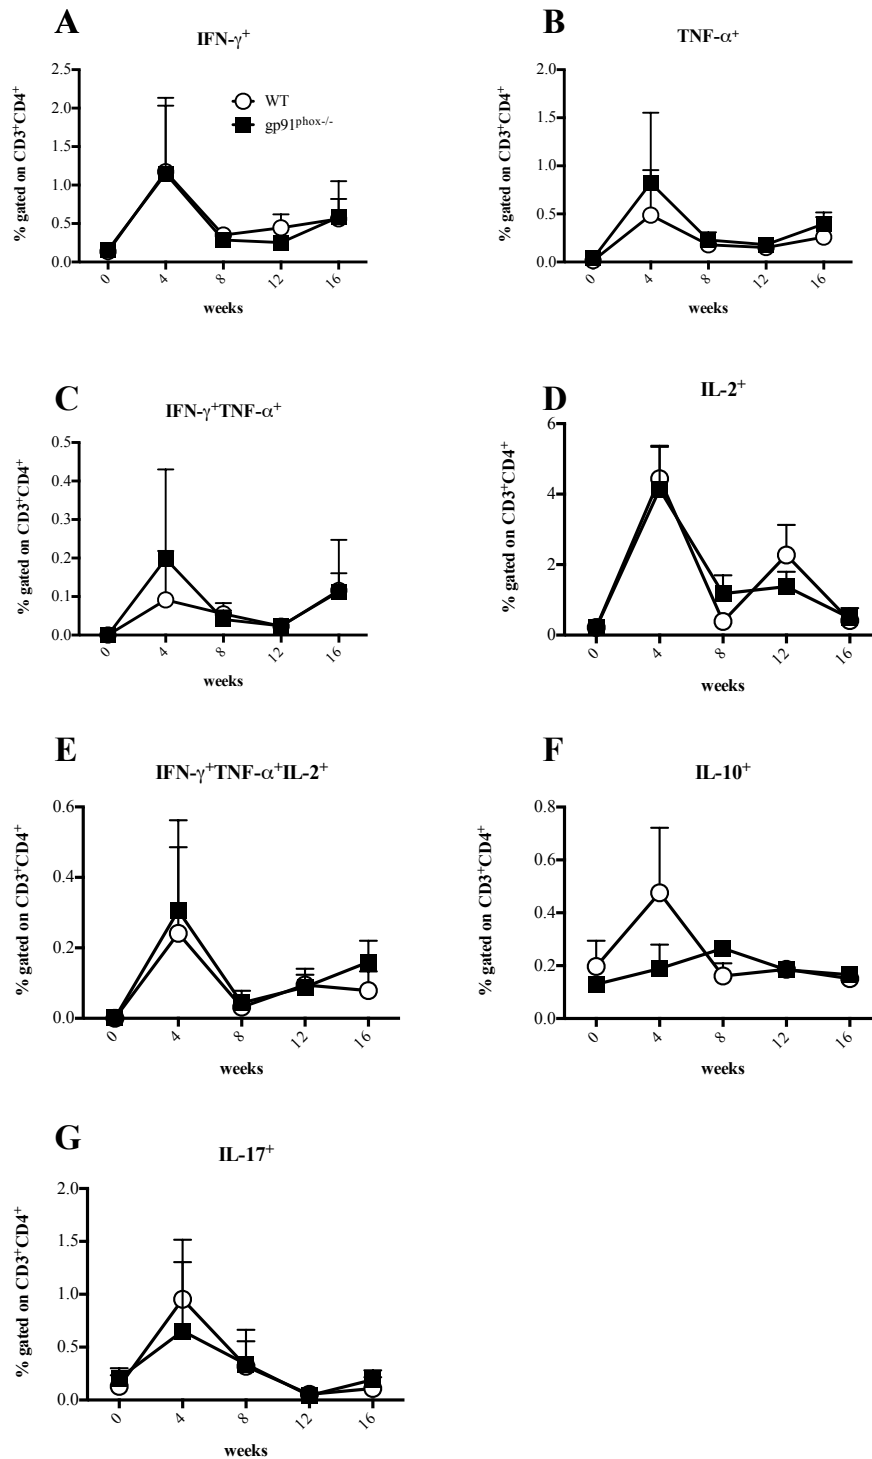 A
IFN-γ⁺
% gated on CD3⁺CD4⁺
2.5
2.0
1.5
1.0
0.5
0.0
WT
gp91ᵖʰᵒˣ⁻/⁻
0 4 8 12 16
weeks
B
TNF-α⁺
% gated on CD3⁺CD4⁺
2.0
1.5
1.0
0.5
0.0
0 4 8 12 16
weeks
C
IFN-γ⁺TNF-α⁺
% gated on CD3⁺CD4⁺
0.5
0.4
0.3
0.2
0.1
0.0
0 4 8 12 16
weeks
D
IL-2⁺
% gated on CD3⁺CD4⁺
6
4
2
0
0 4 8 12 16
weeks
E
IFN-γ⁺TNF-α⁺IL-2⁺
% gated on CD3⁺CD4⁺
0.6
0.4
0.2
0.0
0 4 8 12 16
weeks
F
IL-10⁺
% gated on CD3⁺CD4⁺
0.8
0.6
0.4
0.2
0.0
0 4 8 12 16
weeks
G
IL-17⁺
% gated on CD3⁺CD4⁺
2.0
1.5
1.0
0.5
0.0
0 4 8 12 16
weeks